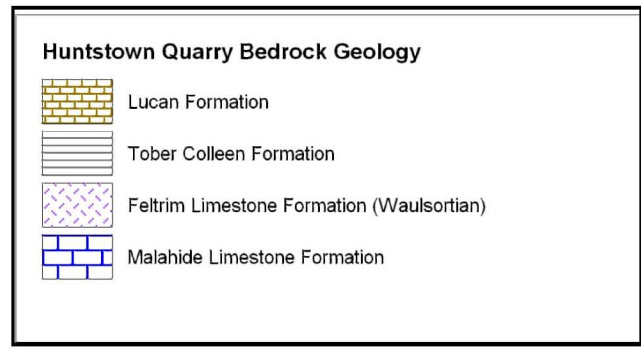 Huntstown Quarry Bedrock Geology
Lucan Formation
Tober Colleen Formation
Feltrim Limestone Formation (Waulsortian)
Malahide Limestone Formation